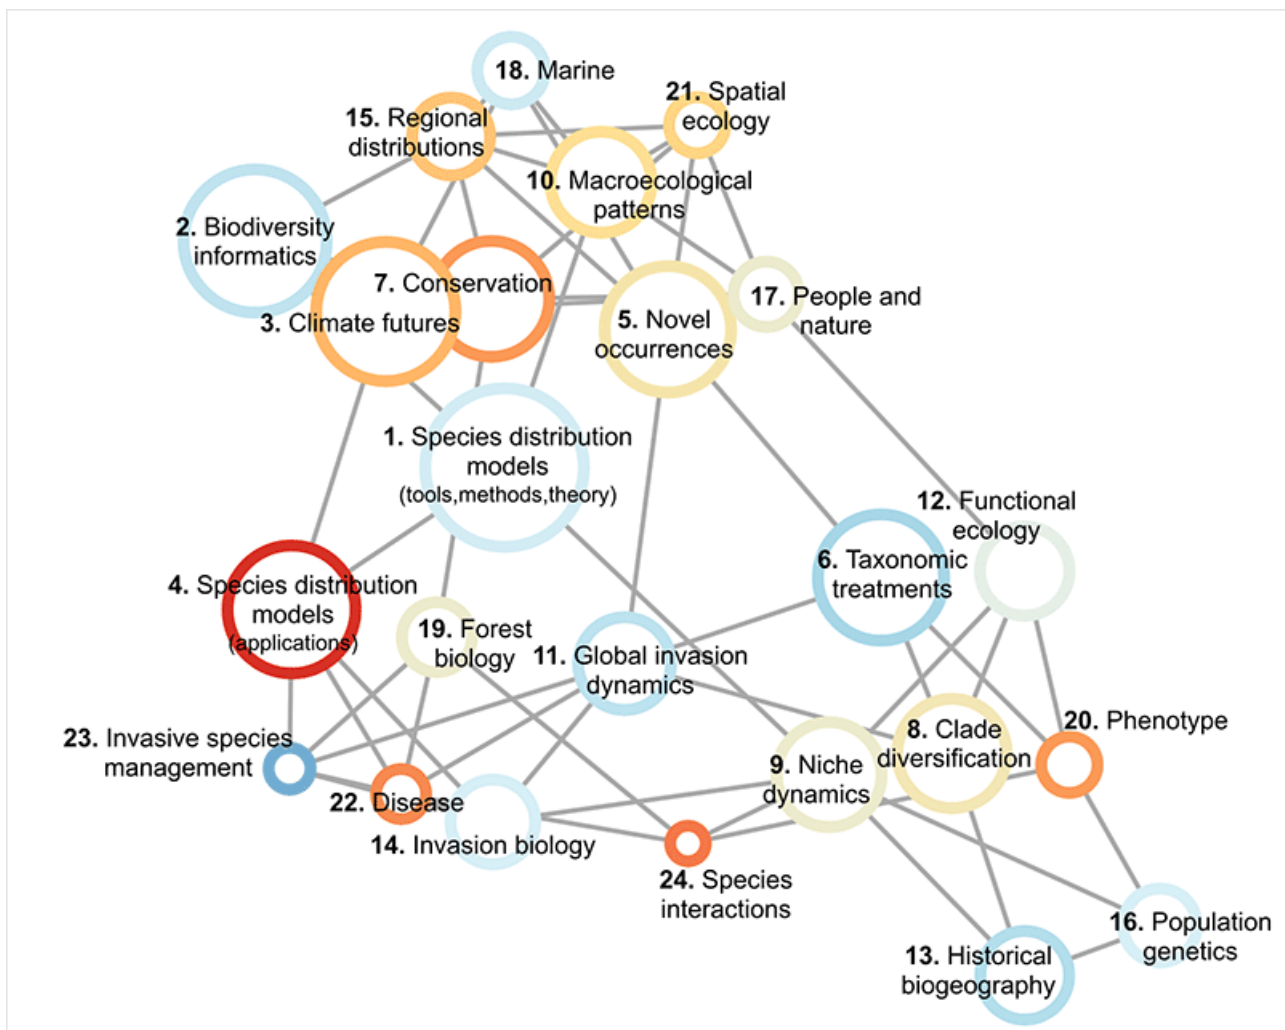 18. Marine
21. Spatial
ecology
15. Regional
distributions
10. Macroecological
patterns
2. Biodiversity
informatics
7. Conservation
3. Climate futures
17. People and
nature
5. Novel
occurrences
1. Species distribution
models
(tools,methods,theory)
12. Functional
ecology
6. Taxonomic
treatments
4. Species distribution
models
(applications)
19. Forest
biology
11. Global invasion
dynamics
23. Invasive species
management
20. Phenotype
8. Clade
diversification
9. Niche
dynamics
22. Disease
14. Invasion biology
24. Species
interactions
16. Population
genetics
13. Historical
biogeography